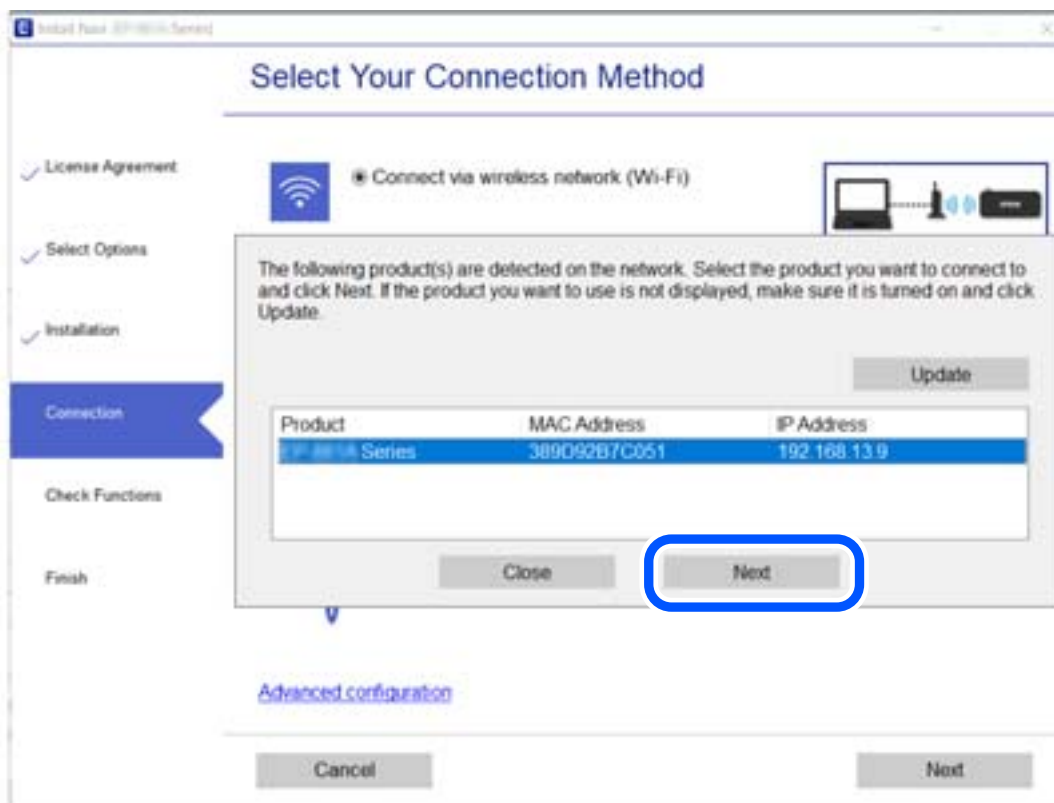 Install Navi
Series]
Select Your Connection Method
License Agreement
Connect via wireless network (Wi-Fi)
Select Options
The following product(s) are detected on the network. Select the product you want to connect to
and click Next. If the product you want to use is not displayed, make sure it is turned on and click
Update.
Installation
Update
Connection
Product MAC Address IP Address
Series 389D92B7C051 192.168.13.9
Check Functions
Close Next
Finish
Advanced configuration
Cancel Next